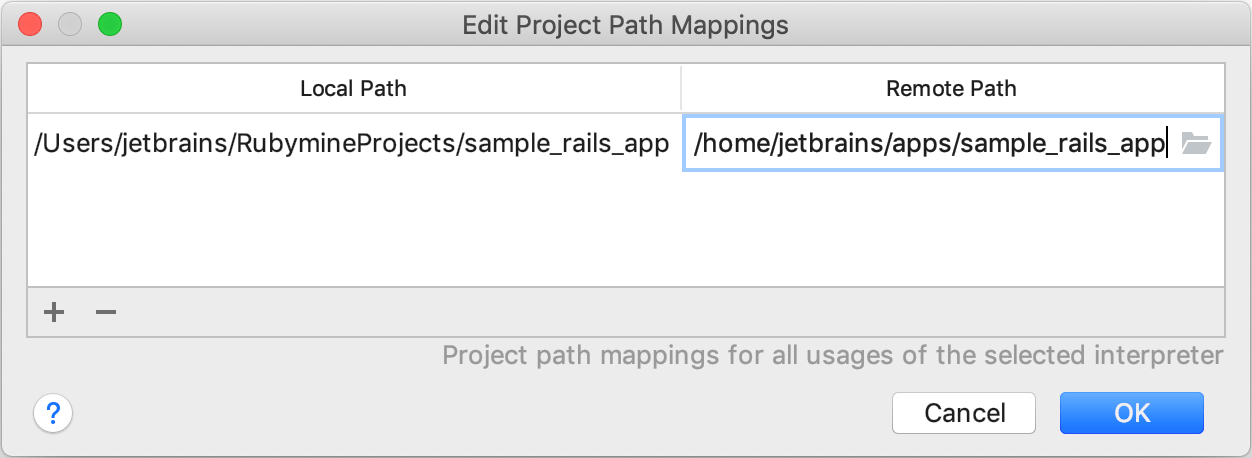 Edit Project Path Mappings
Local Path Remote Path
/Users/jetbrains/RubymineProjects/sample_rails_app /home/jetbrains/apps/sample_rails_app
+ −
Project path mappings for all usages of the selected interpreter
? Cancel OK